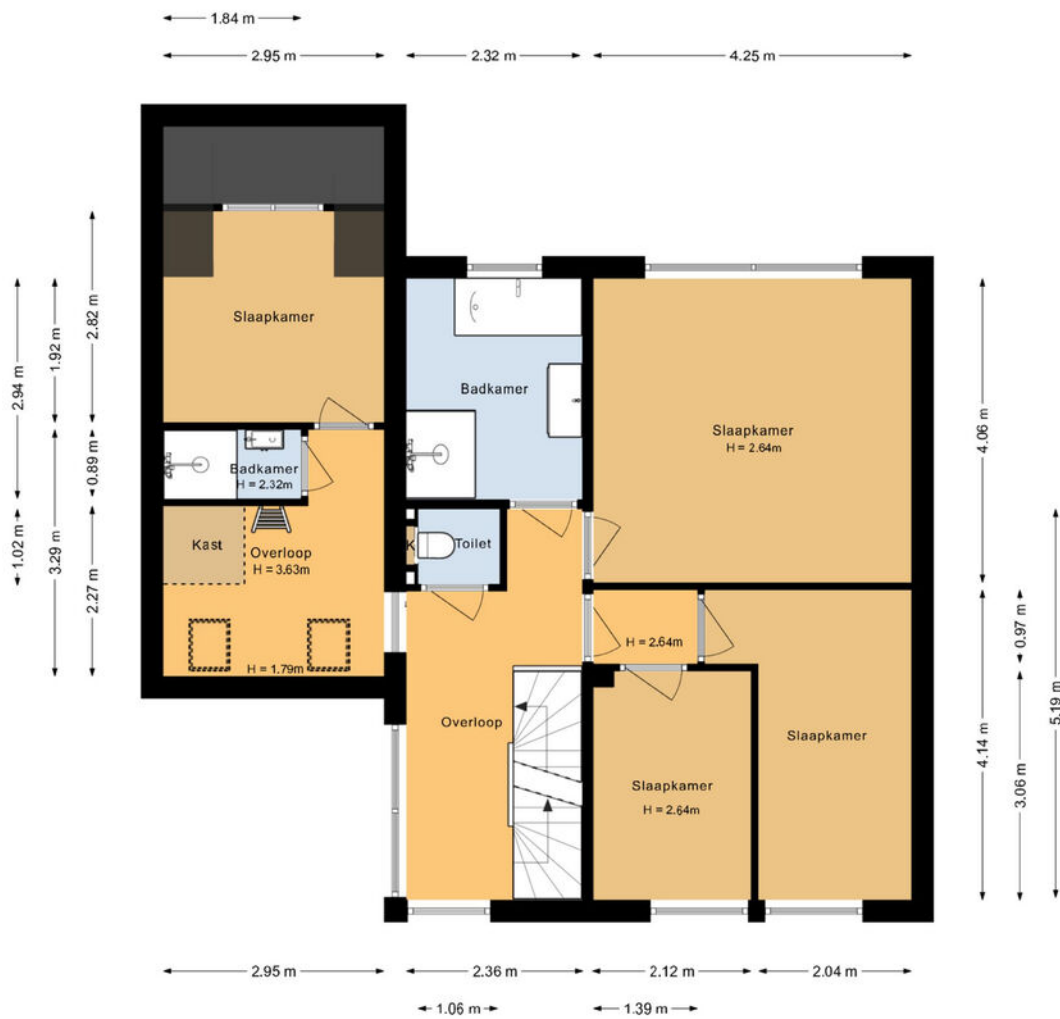 1.84 m
2.95 m
2.32 m
4.25 m
2.94 m
1.92 m
2.82 m
Slaapkamer
Badkamer
Slaapkamer
H = 2.64m
4.06 m
0.89 m
Badkamer
H = 2.32m
1.02 m
3.29 m
2.27 m
Kast
Overloop
H = 3.63m
H = 1.79m
K
Toilet
H = 2.64m
0.97 m
5.19 m
4.14 m
3.06 m
Overloop
Slaapkamer
Slaapkamer
H = 2.64m
2.95 m
2.36 m
2.12 m
2.04 m
1.06 m
1.39 m